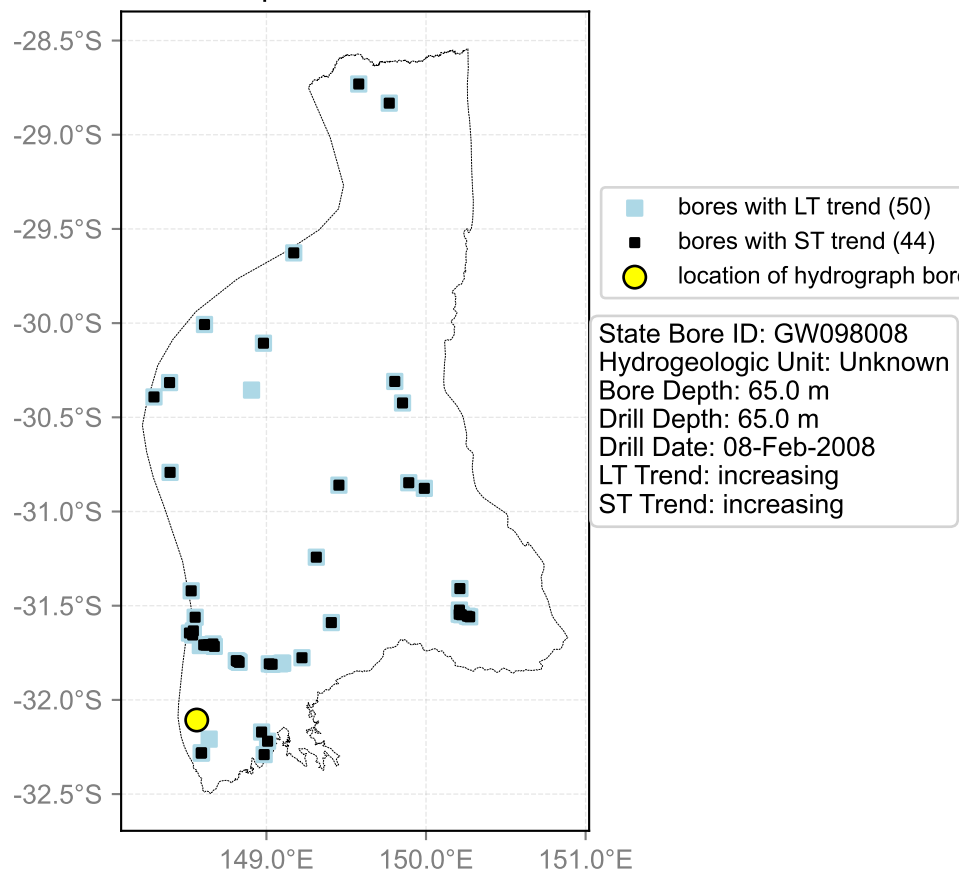 -28.5°S
-29.0°S
-29.5°S
-30.0°S
-30.5°S
-31.0°S
-31.5°S
-32.0°S
-32.5°S
149.0°E
150.0°E
151.0°E
bores with LT trend (50)
bores with ST trend (44)
location of hydrograph bore
State Bore ID: GW098008
Hydrogeologic Unit: Unknown
Bore Depth: 65.0 m
Drill Depth: 65.0 m
Drill Date: 08-Feb-2008
LT Trend: increasing
ST Trend: increasing